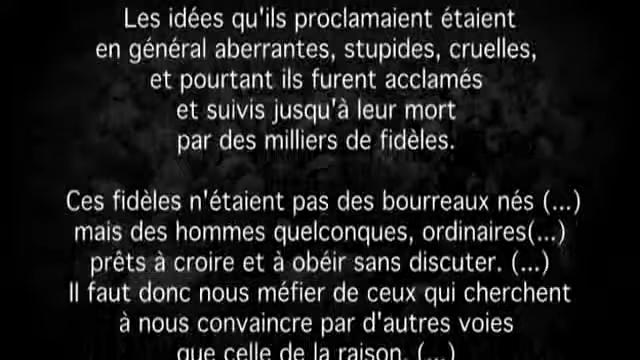 Les idées qu'ils proclamaient étaient
en général aberrantes, stupides, cruelles,
et pourtant ils furent acclamés
et suivis jusqu'à leur mort
par des milliers de fidèles.
Ces fidèles n'étaient pas des bourreaux nés (...)
mais des hommes quelconques, ordinaires(...)
prêts à croire et à obéir sans discuter. (...)
Il faut donc nous méfier de ceux qui cherchent
à nous convaincre par d'autres voies
que celle de la raison. (...)